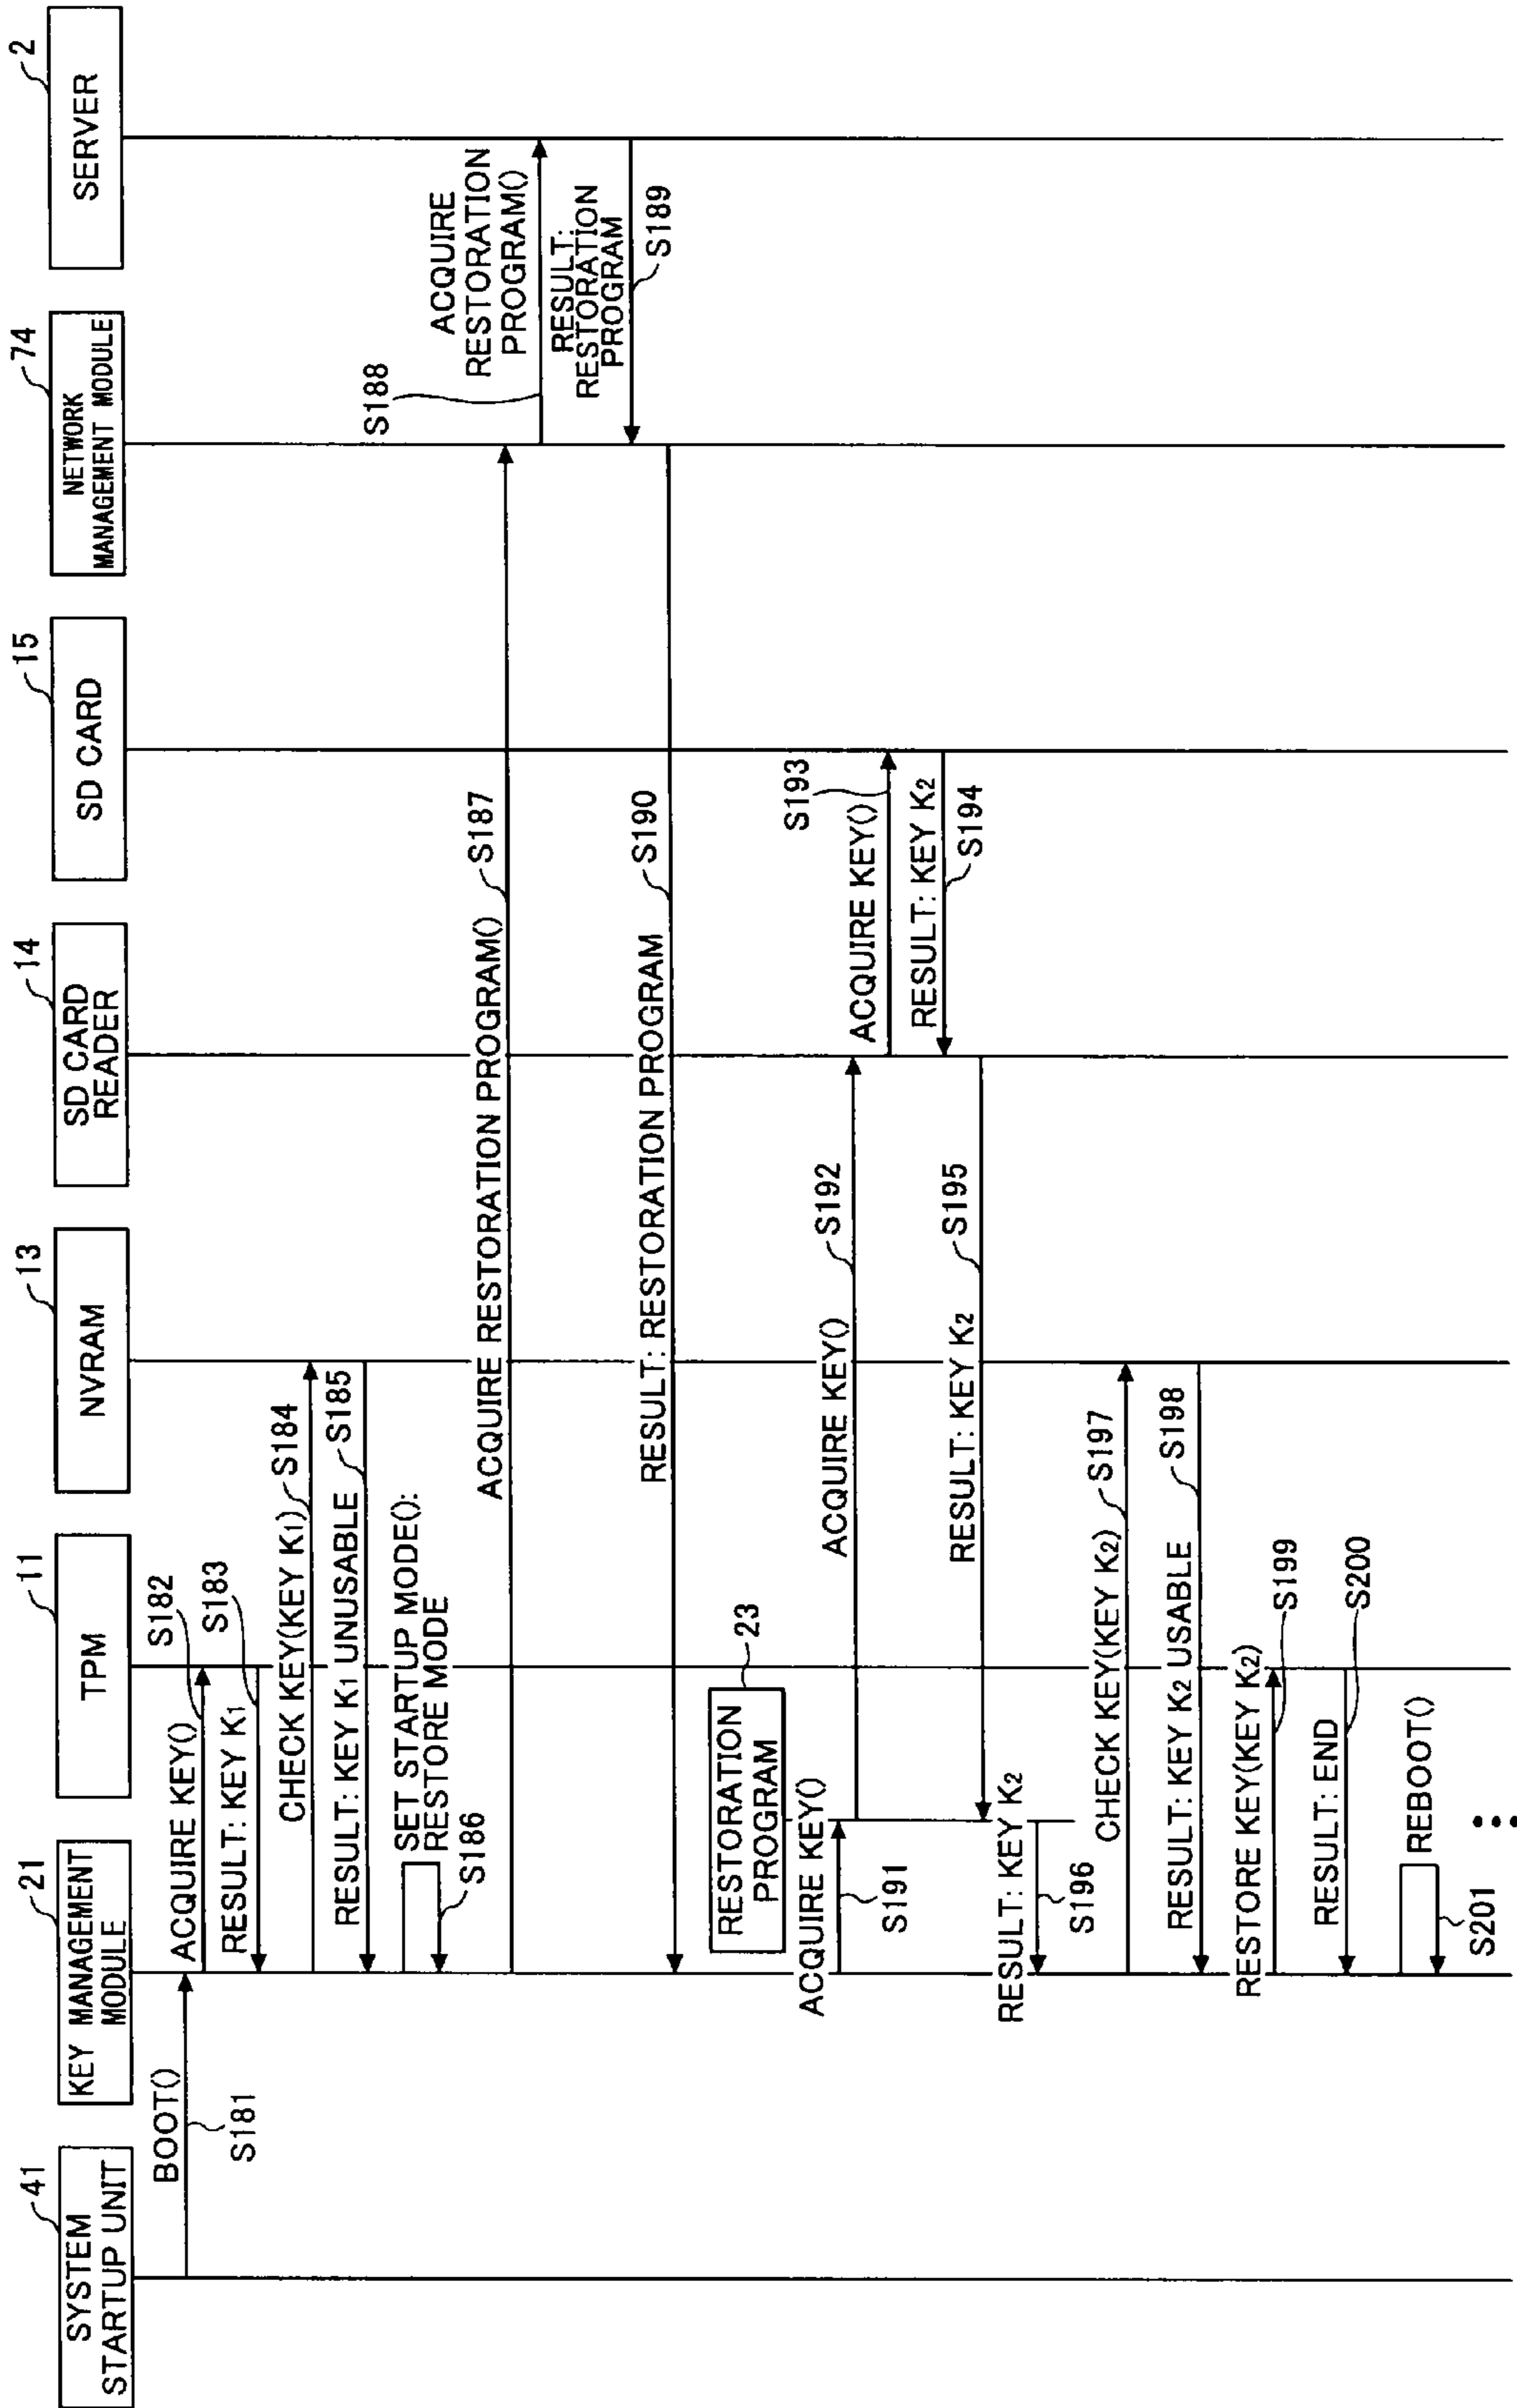 41
SYSTEM
STARTUP UNIT
21
KEY MANAGEMENT
MODULE
11
TPM
13
NVRAM
14
SD CARD
READER
15
SD CARD
74
NETWORK
MANAGEMENT MODULE
2
SERVER
BOOT()
S181
ACQUIRE KEY()
S182
RESULT: KEY K1
S183
CHECK KEY(KEY K1)
S184
RESULT: KEY K1 UNUSABLE
S185
SET STARTUP MODE():
RESTORE MODE
S186
ACQUIRE RESTORATION PROGRAM()
S187
S188
ACQUIRE
RESTORATION
PROGRAM()
RESULT:
RESTORATION
PROGRAM
S189
RESULT: RESTORATION PROGRAM
S190
23
RESTORATION
PROGRAM
ACQUIRE KEY()
S191
ACQUIRE KEY()
S192
S193
ACQUIRE KEY()
RESULT: KEY K2
S194
RESULT: KEY K2
S195
RESULT: KEY K2
S196
CHECK KEY(KEY K2)
S197
RESULT: KEY K2 USABLE
S198
RESTORE KEY(KEY K2)
S199
RESULT: END
S200
REBOOT()
S201